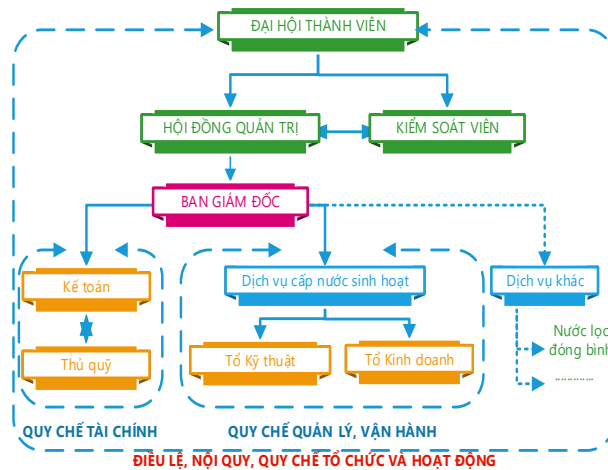 ĐẠI HỘI THÀNH VIÊN
HỘI ĐỒNG QUẢN TRỊ
KIỂM SOÁT VIÊN
BAN GIÁM ĐỐC
Kế toán
Dịch vụ cấp nước sinh hoạt
Dịch vụ khác
Nước lọc
đóng bình
Thủ quỹ
Tổ Kỹ thuật
Tổ Kinh doanh
.............
QUY CHẾ TÀI CHÍNH
QUY CHẾ QUẢN LÝ, VẬN HÀNH
ĐIỀU LỆ, NỘI QUY, QUY CHẾ TỔ CHỨC VÀ HOẠT ĐỘNG